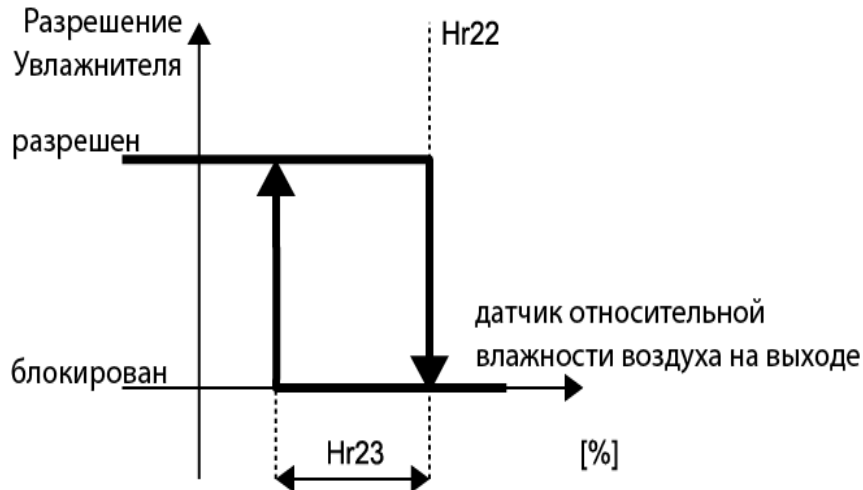 Разрешение
Увлажнителя
Hr22
разрешен
датчик относительной
влажности воздуха на выходе
блокирован
Hr23
[%]